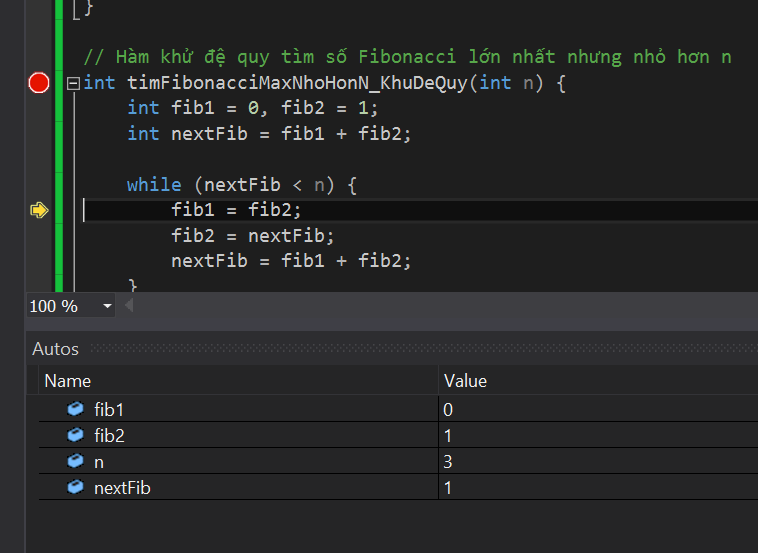 }
// Hàm khử đệ quy tìm số Fibonacci lớn nhất nhưng nhỏ hơn n
int timFibonacciMaxNhoHonN_KhuDeQuy(int n) {
int fib1 = 0, fib2 = 1;
int nextFib = fib1 + fib2;
while (nextFib < n) {
fib1 = fib2;
fib2 = nextFib;
nextFib = fib1 + fib2;
}
100 %
Autos
Name Value
fib1 0
fib2 1
n 3
nextFib 1